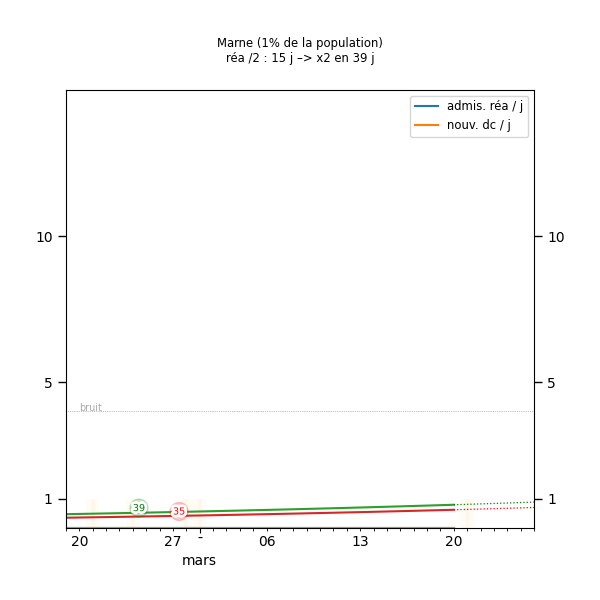 Marne (1% de la population)
réa /2 : 15 j –> x2 en 39 j
admis. réa / j
nouv. dc / j
10 10
5 5
bruit
1 1
39 35
20 27 - 06 13 20
mars